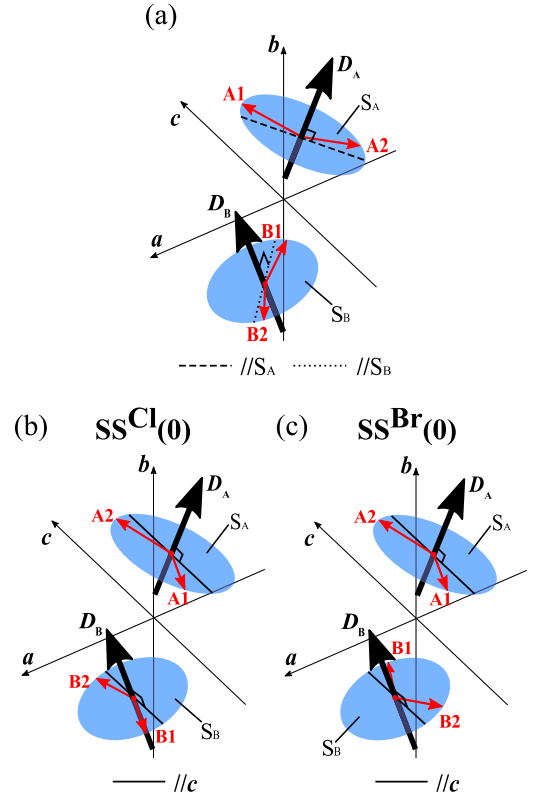 (a)
b
D_A
A1
S_A
c
A2
D_B
B1
a
S_B
B2
//S_A //S_B
(b) SS^Cl(0)
(c) SS^Br(0)
b
D_A
A2
S_A
c
A1
D_B
a
B2
S_B
B1
//c
b
D_A
A2
S_A
c
A1
D_B
B1
a
B2
S_B
//c